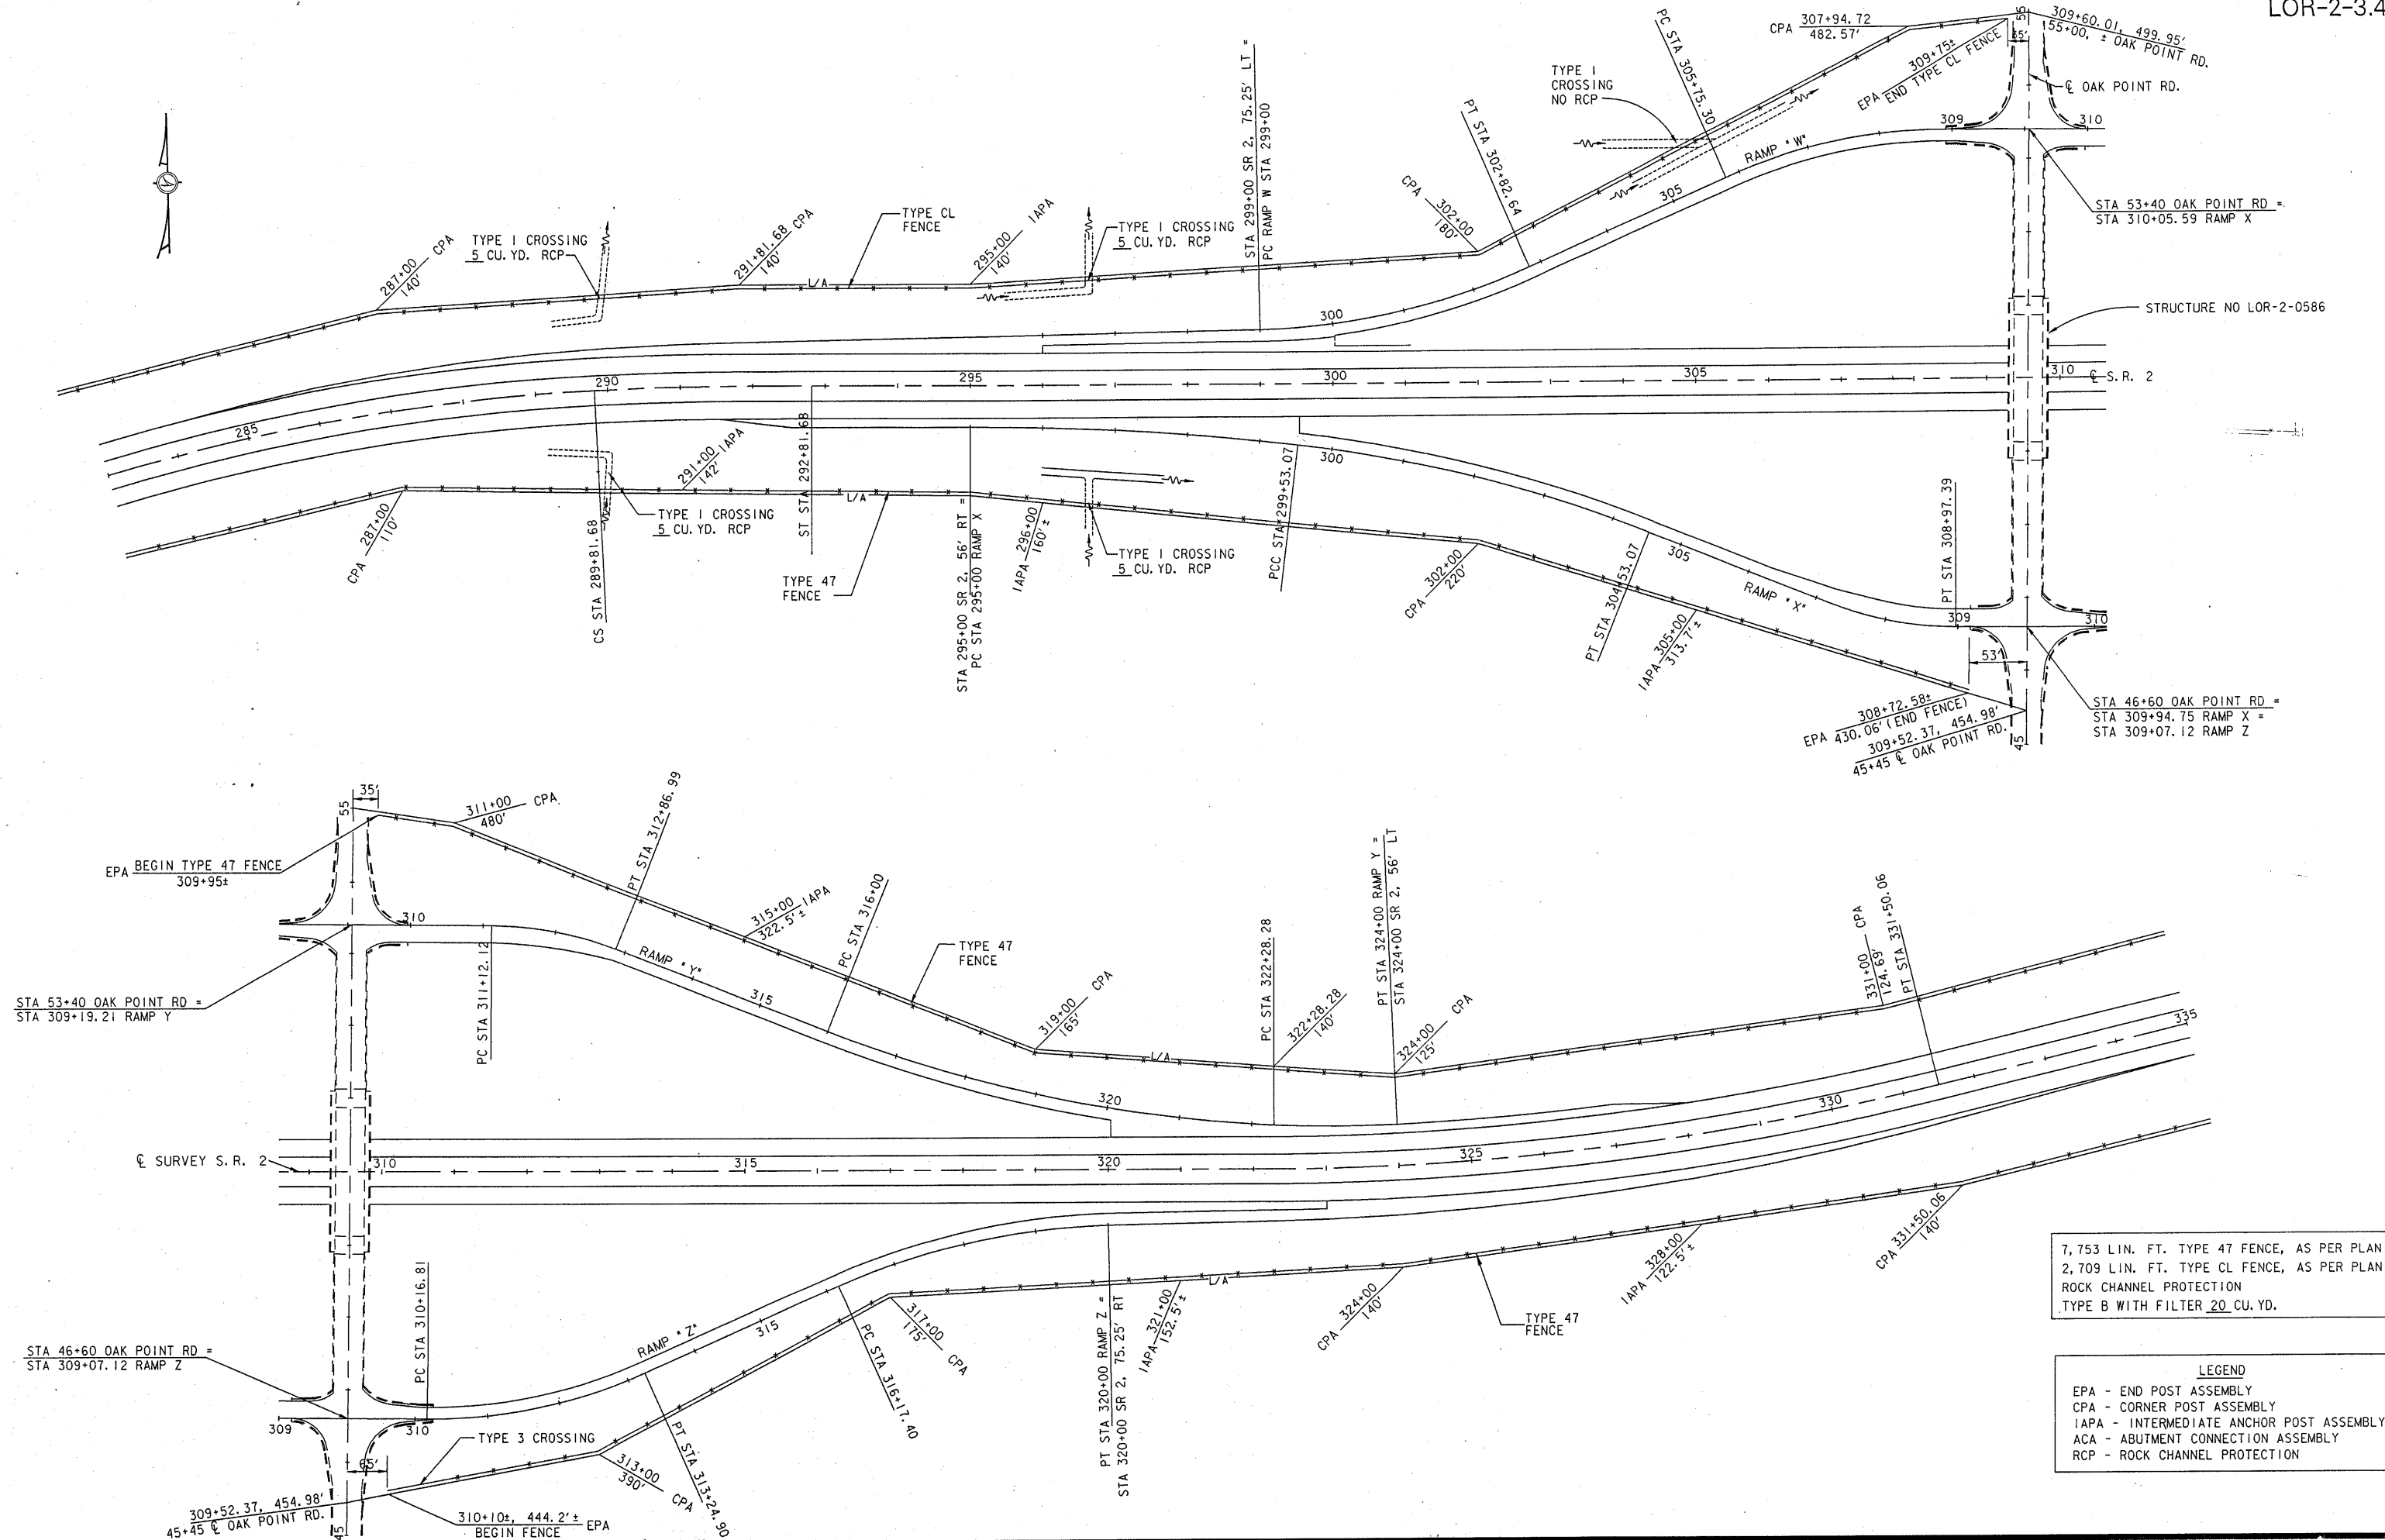 LOR-2-3.4
CPA 307+94.72
482.57'
PC STA 305+75.30
55
309+60.01, 499.95'
55+00, ± OAK POINT RD.
309+75±
EPA END TYPE CL FENCE
℄ OAK POINT RD.
TYPE 1
CROSSING
NO RCP
PT STA 302+82.64
STA 299+00 SR 2, 75.25' LT =
PC RAMP W STA 299+00
309
310
RAMP "W"
305
STA 53+40 OAK POINT RD =
STA 310+05.59 RAMP X
CPA 302+00
180'
287+00 CPA
140'
TYPE 1 CROSSING
5 CU. YD. RCP
291+81.68 CPA
140'
TYPE CL
FENCE
L/A
295+00 IAPA
140'
TYPE 1 CROSSING
5 CU. YD. RCP
300
STRUCTURE NO LOR-2-0586
285
290
295
300
305
310
℄ S.R. 2
CPA 287+00
110'
CS STA 289+81.68
TYPE 1 CROSSING
5 CU. YD. RCP
291+00 IAPA
142'
ST STA 292+81.68
L/A
TYPE 47
FENCE
STA 295+00 SR 2, 56' RT =
PC STA 295+00 RAMP X
IAPA 296+00
160'±
TYPE 1 CROSSING
5 CU. YD. RCP
PCC STA 299+53.07
300
CPA 302+00
220'
PT STA 304+53.07
305
RAMP "X"
IAPA 305+00
313.7'±
PT STA 308+97.39
309
310
53'
308+72.58±
EPA 430.06' (END FENCE)
309+52.37, 454.98'
45+45 ℄ OAK POINT RD.
45
STA 46+60 OAK POINT RD =
STA 309+94.75 RAMP X =
STA 309+07.12 RAMP Z
35'
55
311+00 CPA
480'
EPA BEGIN TYPE 47 FENCE
309+95±
PT STA 312+86.99
315+00 IAPA
322.5'±
PC STA 316+00
TYPE 47
FENCE
310
RAMP "Y"
315
STA 53+40 OAK POINT RD =
STA 309+19.21 RAMP Y
PC STA 311+12.12
319+00 CPA
165'
L/A
PC STA 322+28.28
322+28.28
140'
PT STA 324+00 RAMP Y =
STA 324+00 SR 2, 56' LT
324+00 CPA
125'
331+00 CPA
124.69'
PT STA 331+50.06
335
320
330
℄ SURVEY S.R. 2
310
315
320
325
PC STA 310+16.81
STA 46+60 OAK POINT RD =
STA 309+07.12 RAMP Z
309
310
RAMP "Z"
315
TYPE 3 CROSSING
65'
309+52.37, 454.98'
45+45 ℄ OAK POINT RD.
45
310+10±, 444.2'± EPA
BEGIN FENCE
313+00
390' CPA
PT STA 313+24.90
PC STA 316+17.40
317+00
175' CPA
PT STA 320+00 RAMP Z =
STA 320+00 SR 2, 75.25' RT
IAPA 321+00
152.5'±
L/A
CPA 324+00
140'
TYPE 47
FENCE
IAPA 328+00
122.5'±
CPA 331+50.06
140'
7,753 LIN. FT. TYPE 47 FENCE, AS PER PLAN
2,709 LIN. FT. TYPE CL FENCE, AS PER PLAN
ROCK CHANNEL PROTECTION
TYPE B WITH FILTER 20 CU. YD.
LEGEND
EPA - END POST ASSEMBLY
CPA - CORNER POST ASSEMBLY
IAPA - INTERMEDIATE ANCHOR POST ASSEMBLY
ACA - ABUTMENT CONNECTION ASSEMBLY
RCP - ROCK CHANNEL PROTECTION